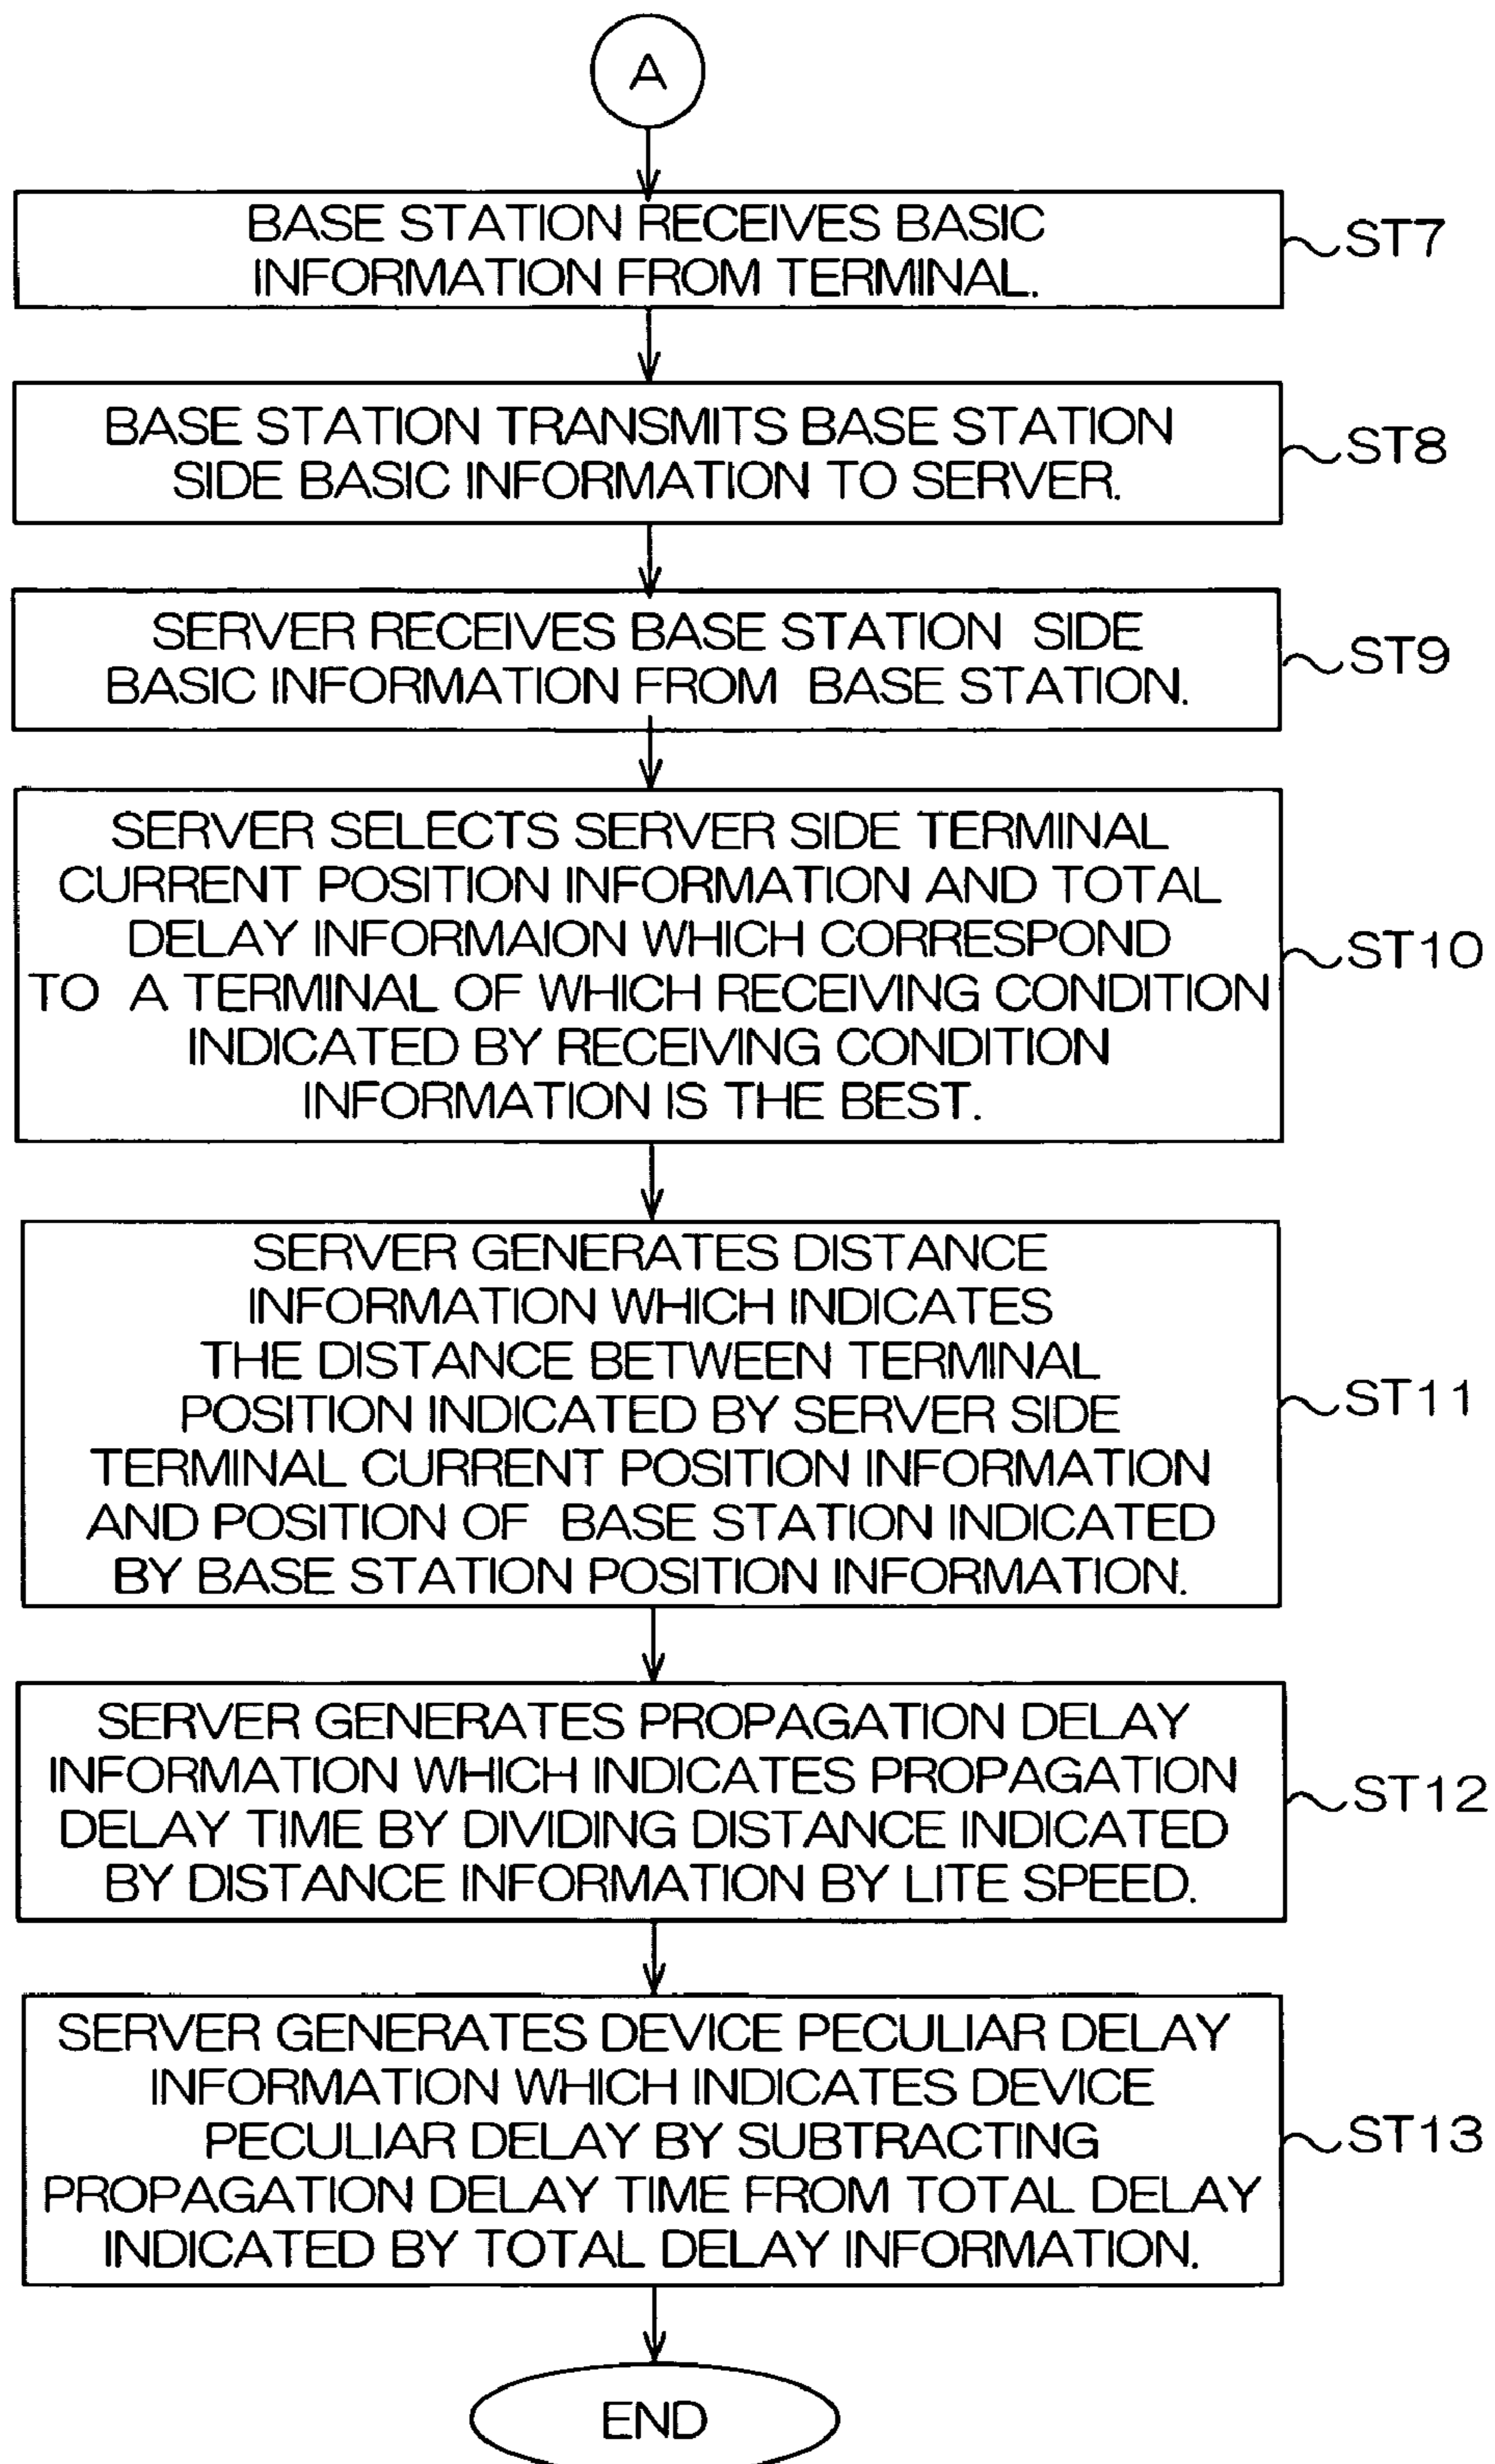 A
BASE STATION RECEIVES BASIC
INFORMATION FROM TERMINAL.
ST7
BASE STATION TRANSMITS BASE STATION
SIDE BASIC INFORMATION TO SERVER.
ST8
SERVER RECEIVES BASE STATION SIDE
BASIC INFORMATION FROM BASE STATION.
ST9
SERVER SELECTS SERVER SIDE TERMINAL
CURRENT POSITION INFORMATION AND TOTAL
DELAY INFORMAION WHICH CORRESPOND
TO A TERMINAL OF WHICH RECEIVING CONDITION
INDICATED BY RECEIVING CONDITION
INFORMATION IS THE BEST.
ST10
SERVER GENERATES DISTANCE
INFORMATION WHICH INDICATES
THE DISTANCE BETWEEN TERMINAL
POSITION INDICATED BY SERVER SIDE
TERMINAL CURRENT POSITION INFORMATION
AND POSITION OF BASE STATION INDICATED
BY BASE STATION POSITION INFORMATION.
ST11
SERVER GENERATES PROPAGATION DELAY
INFORMATION WHICH INDICATES PROPAGATION
DELAY TIME BY DIVIDING DISTANCE INDICATED
BY DISTANCE INFORMATION BY LITE SPEED.
ST12
SERVER GENERATES DEVICE PECULIAR DELAY
INFORMATION WHICH INDICATES DEVICE
PECULIAR DELAY BY SUBTRACTING
PROPAGATION DELAY TIME FROM TOTAL DELAY
INDICATED BY TOTAL DELAY INFORMATION.
ST13
END